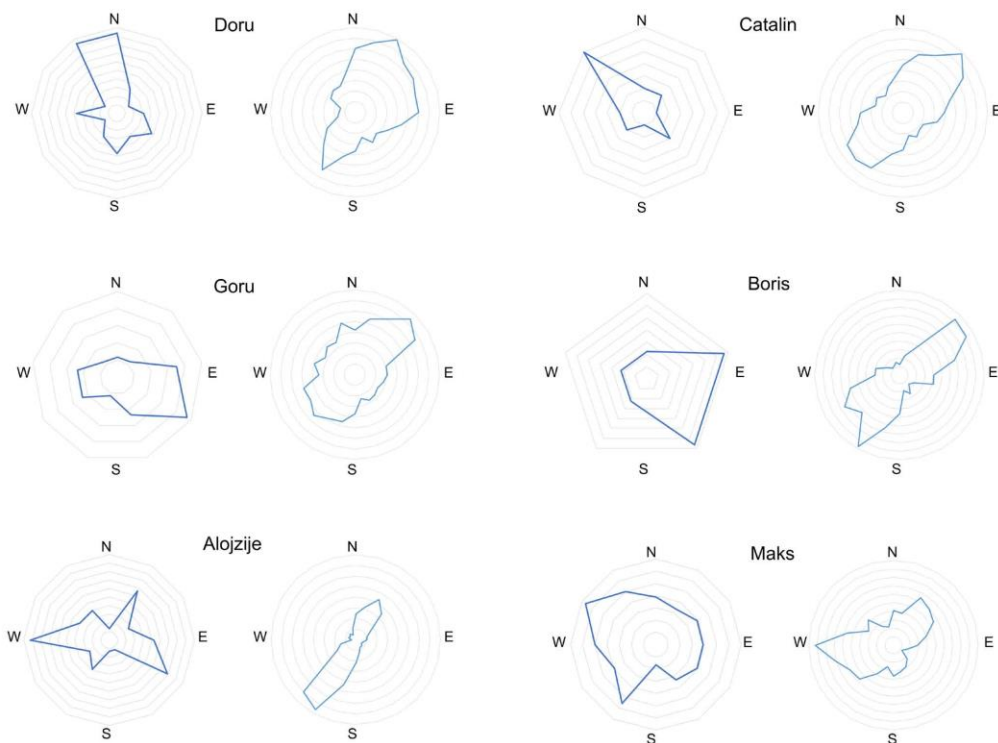 N Doru N
W E E
S S
N Catalin N
W E E
S S
N Goru N
W E W E
S S
N Boris N
W E W E
S S
N Alojzije N
W E W E
S S
N Maks N
W E W E
S S